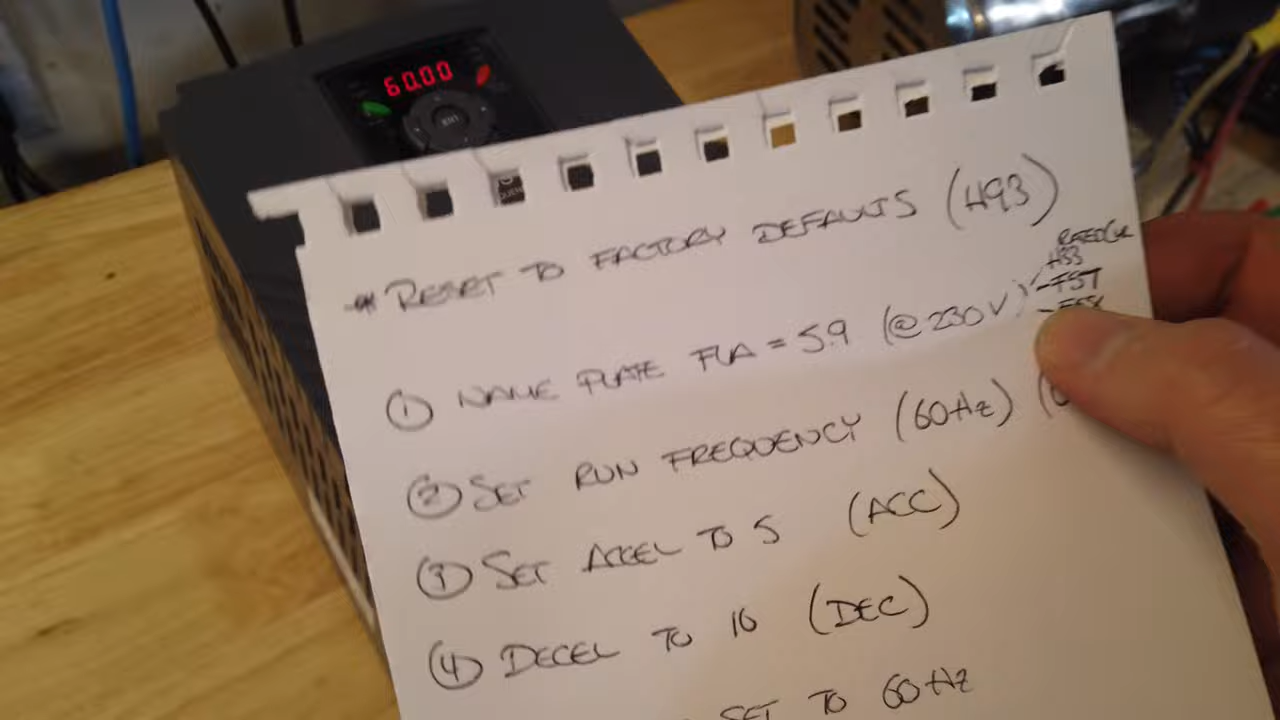 60.00
RESET TO FACTORY DEFAULTS (H93)
H33
① NAME PLATE FLA = 5.9 (@ 230V)
② SET RUN FREQUENCY (60Hz)
③ SET ACCEL TO 5 (ACC)
④ DECEL TO 10 (DEC)
SET TO 60Hz